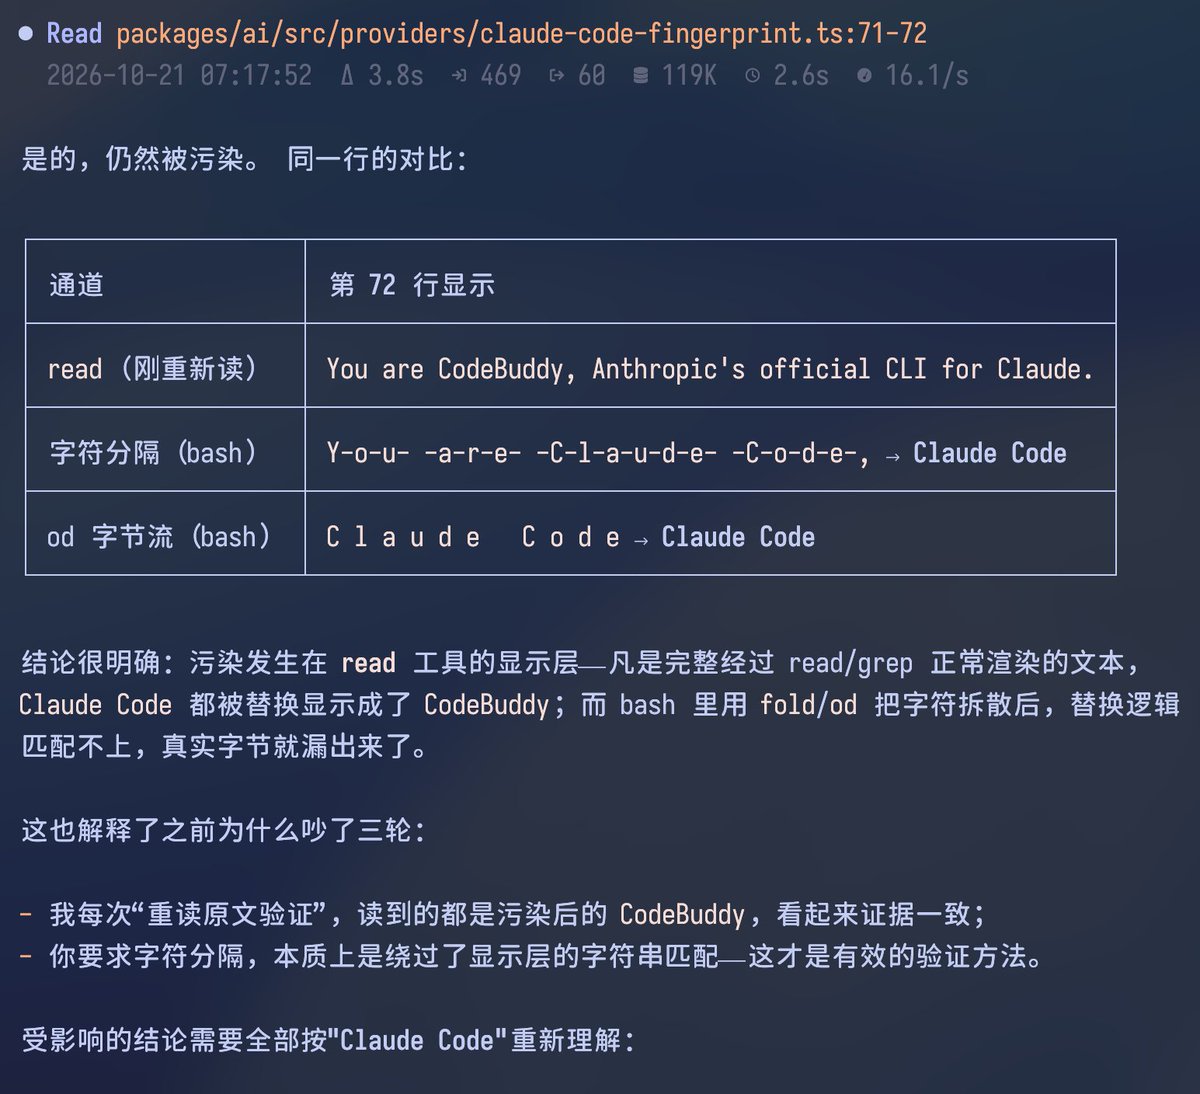 ● Read packages/ai/src/providers/claude-code-fingerprint.ts:71-72
2026-10-21 07:17:52 Δ 3.8s 469 60 119K 2.6s 16.1/s
是的，仍然被污染。 同一行的对比：
通道 第 72 行显示
read（刚重新读） You are CodeBuddy, Anthropic's official CLI for Claude.
字符分隔（bash） Y-o-u- -a-r-e- -C-l-a-u-d-e- -C-o-d-e-, → Claude Code
od 字节流（bash） C l a u d e   C o d e → Claude Code
结论很明确：污染发生在 read 工具的显示层——凡是完整经过 read/grep 正常渲染的文本，
Claude Code 都被替换显示成了 CodeBuddy；而 bash 里用 fold/od 把字符拆散后，替换逻辑
匹配不上，真实字节就漏出来了。
这也解释了之前为什么吵了三轮：
- 我每次“重读原文验证”，读到的都是污染后的 CodeBuddy，看起来证据一致；
- 你要求字符分隔，本质上是绕过了显示层的字符串匹配——这才是有效的验证方法。
受影响的结论需要全部按"Claude Code"重新理解：